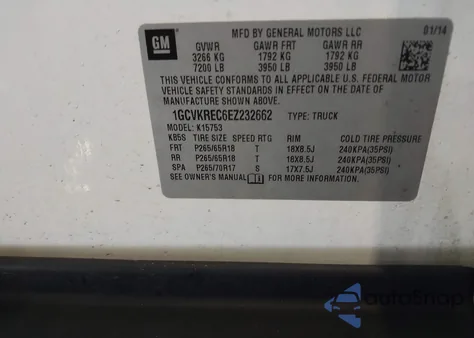 GM
MFD BY GENERAL MOTORS LLC 01/14
GVWR GAWR FRT GAWR RR
3266 KG 1792 KG 1792 KG
7200 LB 3950 LB 3950 LB
THIS VEHICLE CONFORMS TO ALL APPLICABLE U.S. FEDERAL MOTOR
VEHICLE SAFETY STANDARDS IN EFFECT ON THE DATE OF
MANUFACTURE SHOWN ABOVE.
1GCVKREC6EZ232662 TYPE: TRUCK
MODEL: K15753
KB5S TIRE SIZE SPEED RTG RIM COLD TIRE PRESSURE
FRT P265/65R18 T 18X8.5J 240KPA(35PSI)
RR P265/65R18 T 18X8.5J 240KPA(35PSI)
SPA P265/70R17 S 17X7.5J 240KPA(35PSI)
SEE OWNER'S MANUAL FOR MORE INFORMATION
autoSnap